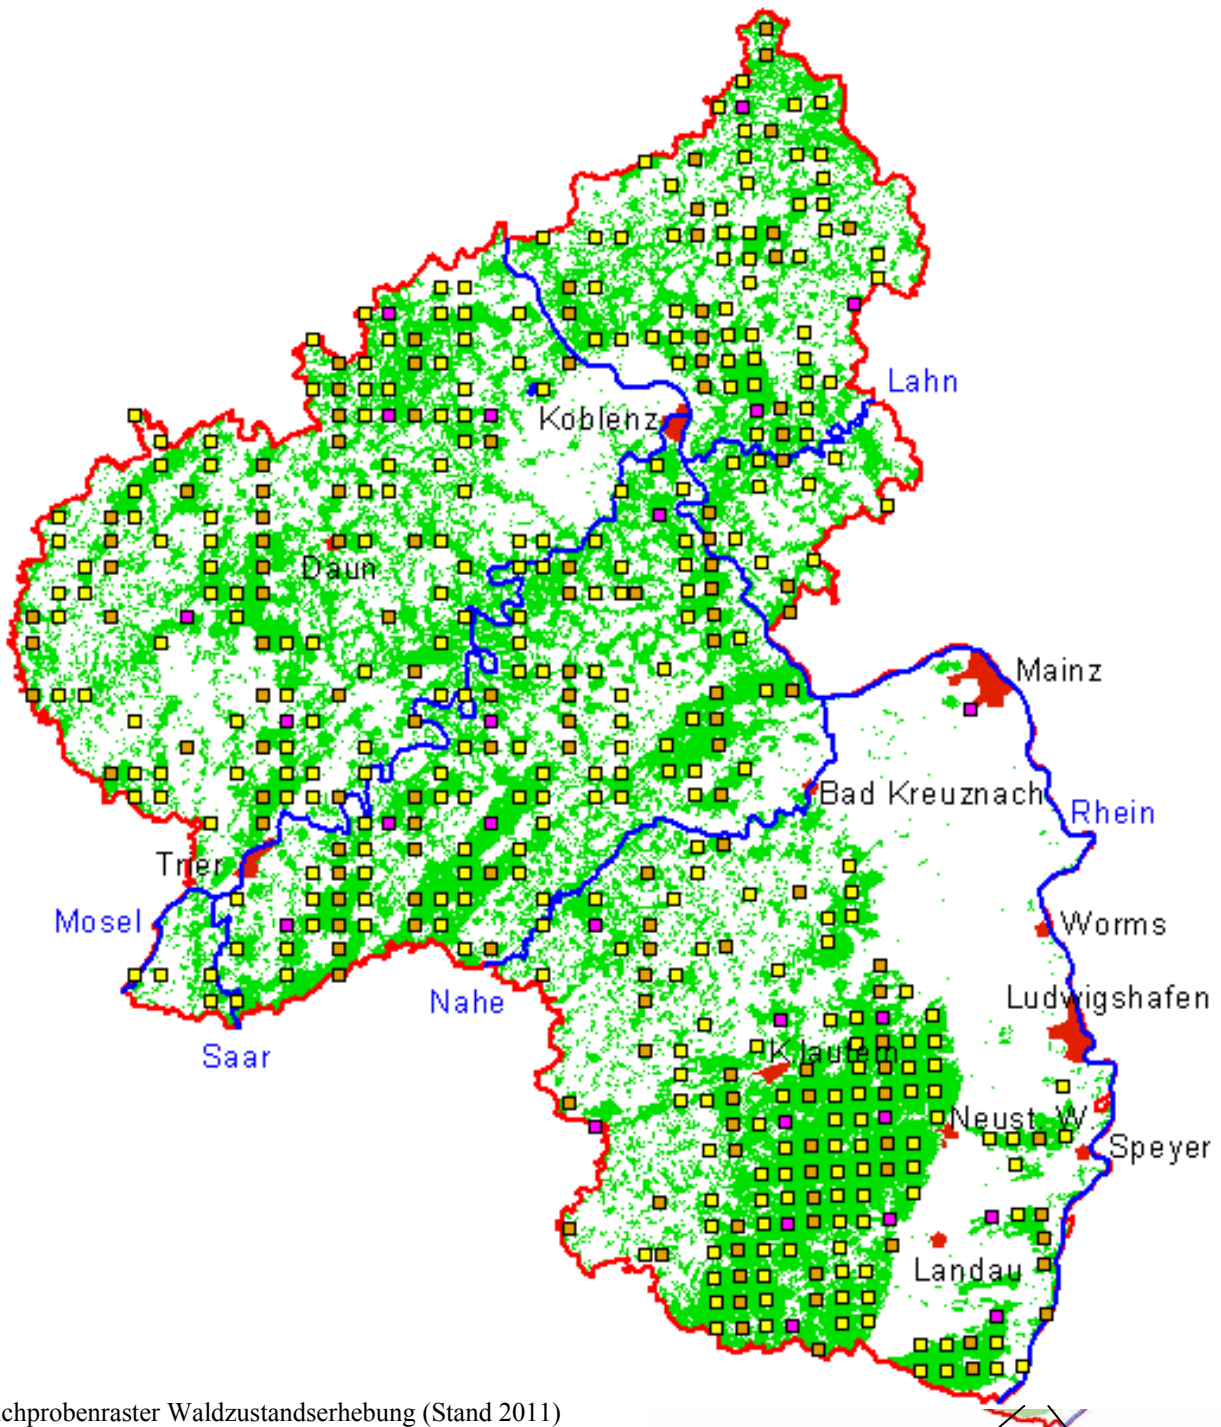 Lahn
Koblenz
Daun
Mainz
Bad Kreuznach
Rhein
Trier
Mosel
Worms
Nahe
Ludwigshafen
Saar
K'lautern
Neust. W.
Speyer
Landau
chprobenraster Waldzustandserhebung (Stand 2011)